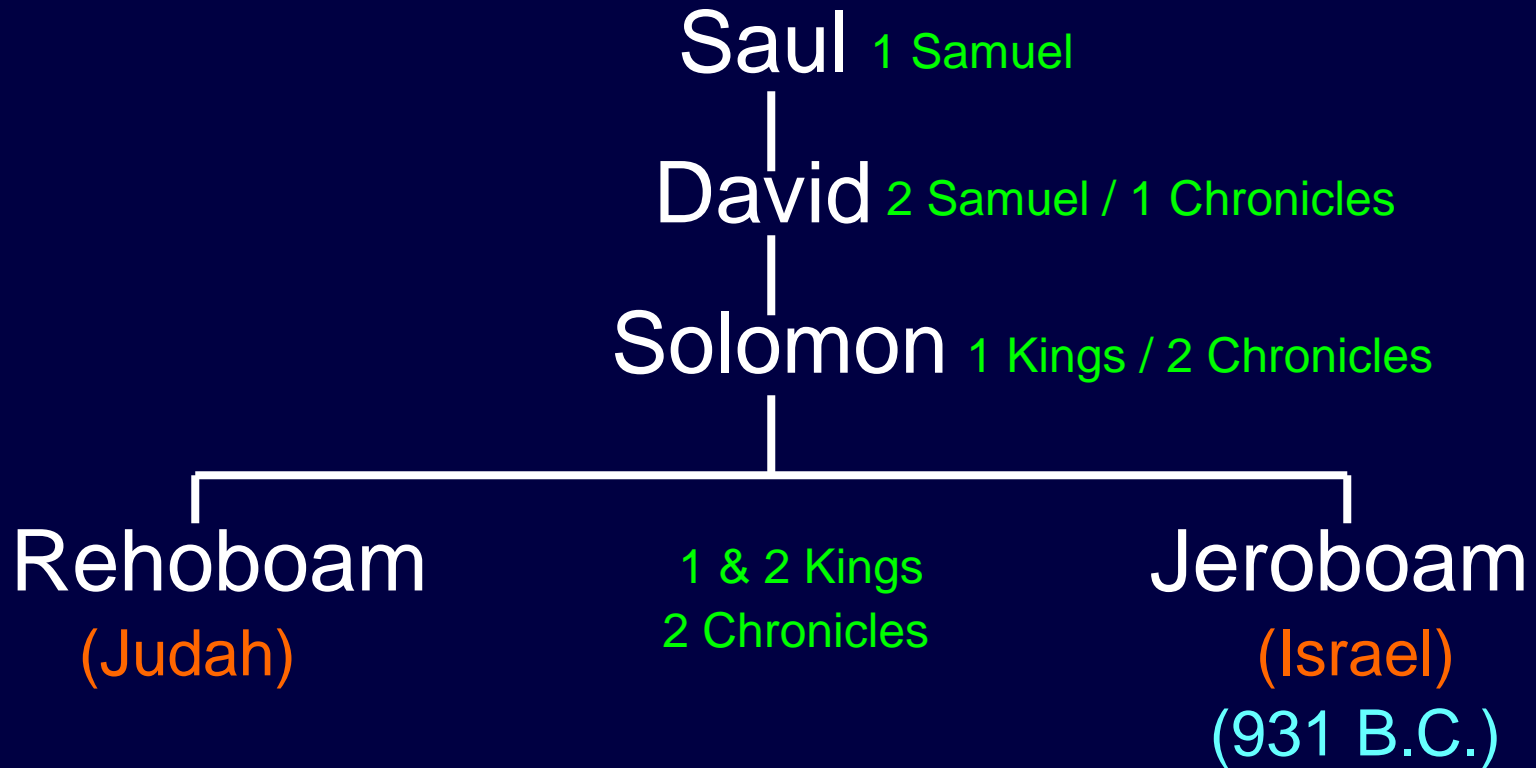 Saul 1 Samuel
David 2 Samuel / 1 Chronicles
Solomon 1 Kings / 2 Chronicles
Rehoboam 1 & 2 Kings Jeroboam
(Judah) 2 Chronicles (Israel)
(931 B.C.)